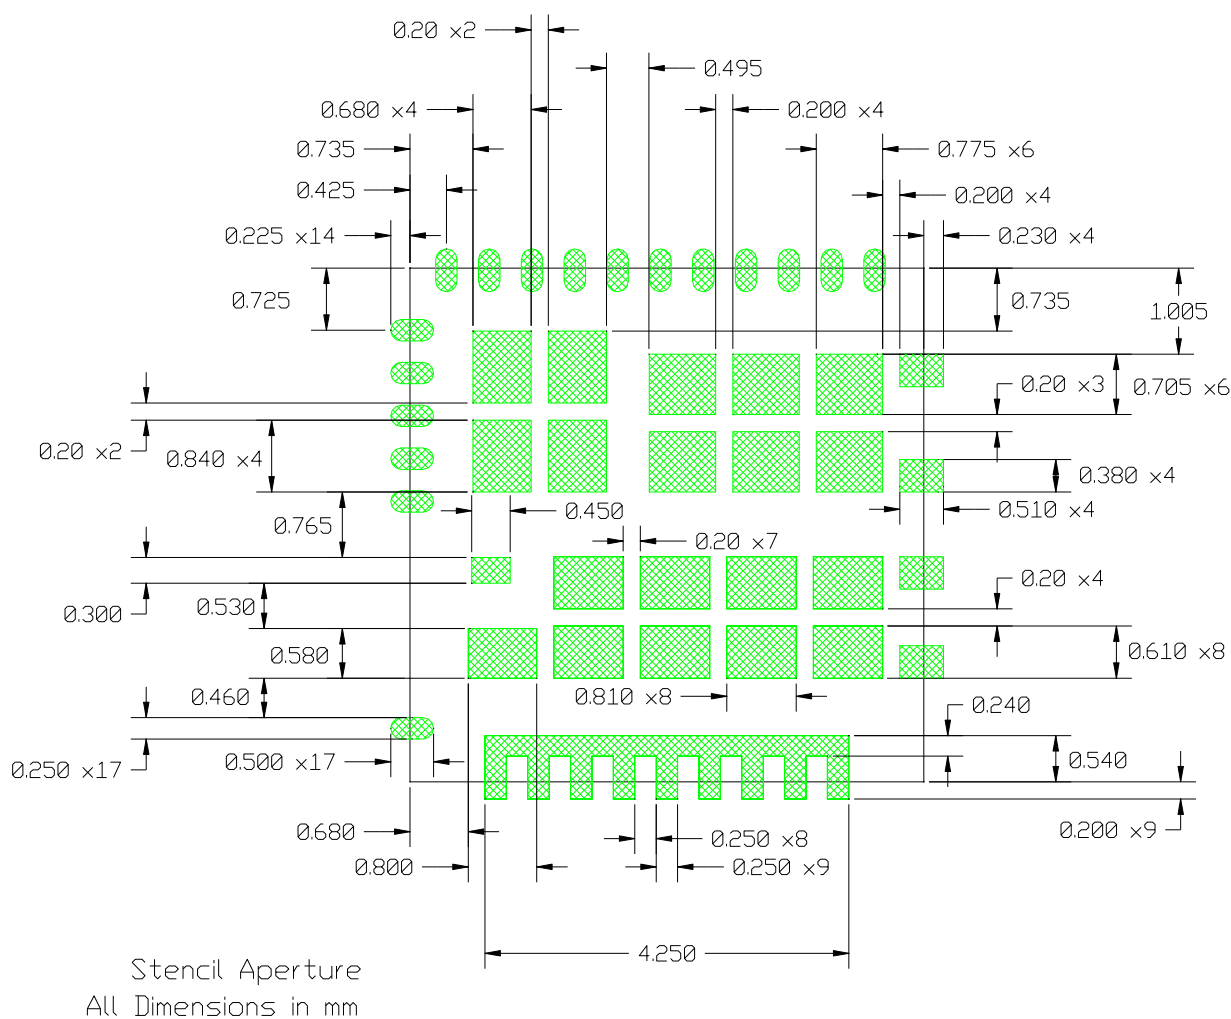 0.20 x2
0.495
0.680 x4
0.200 x4
0.735
0.775 x6
0.425
0.200 x4
0.225 x14
0.230 x4
0.725
0.735
1.005
0.20 x3
0.705 x6
0.20 x2
0.840 x4
0.380 x4
0.450
0.510 x4
0.765
0.20 x7
0.20 x4
0.300
0.530
0.580
0.610 x8
0.460
0.810 x8
0.240
0.250 x17
0.500 x17
0.540
0.680
0.250 x8
0.200 x9
0.800
0.250 x9
4.250
Stencil Aperture
All Dimensions in mm